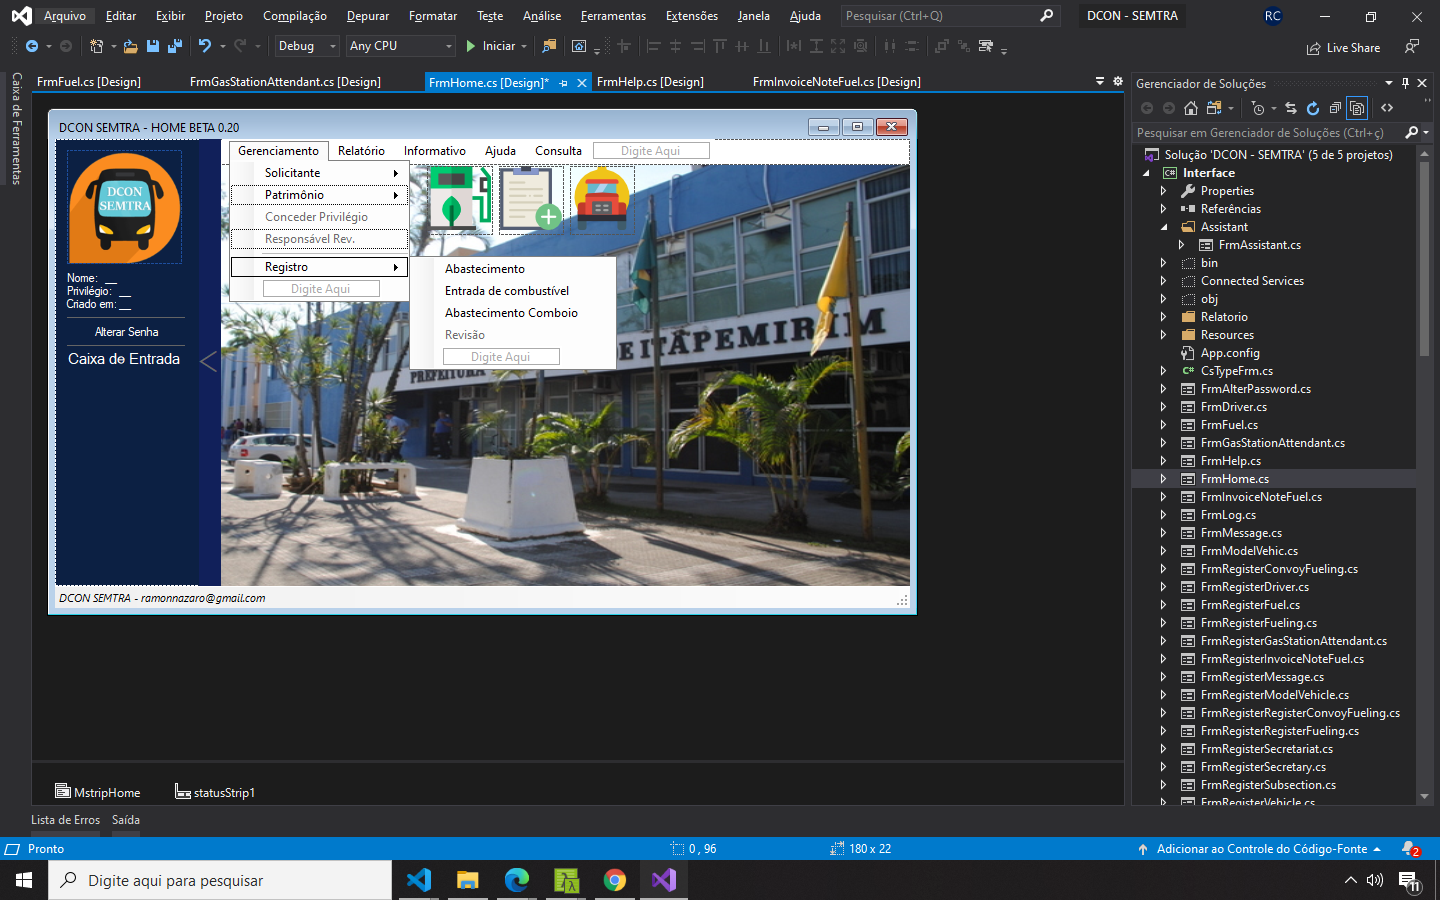 Arquivo Editar Exibir Projeto Compilação Depurar Formatar Teste Análise Ferramentas Extensões Janela Ajuda Pesquisar (Ctrl+Q) DCON - SEMTRA RC
Debug Any CPU Iniciar Live Share
Caixa de Ferramentas
FrmFuel.cs [Design] FrmGasStationAttendant.cs [Design] FrmHome.cs [Design]* FrmHelp.cs [Design] FrmInvoiceNoteFuel.cs [Design]
DCON SEMTRA - HOME BETA 0.20
Gerenciamento Relatório Informativo Ajuda Consulta Digite Aqui
Solicitante
Patrimônio
Conceder Privilégio
Responsável Rev.
Registro
Digite Aqui
Abastecimento
Entrada de combustível
Abastecimento Comboio
Revisão
Digite Aqui
DCON
SEMTRA
Nome: __
Privilégio: __
Criado em: __
Alterar Senha
Caixa de Entrada
PREFEITURA
E ITAPEMIRIM
DCON SEMTRA - ramonnazaro@gmail.com
MstripHome statusStrip1
Lista de Erros Saída
Gerenciador de Soluções
Pesquisar em Gerenciador de Soluções (Ctrl+ç)
Solução 'DCON - SEMTRA' (5 de 5 projetos)
Interface
Properties
Referências
Assistant
FrmAssistant.cs
bin
Connected Services
obj
Relatorio
Resources
App.config
C# CsTypeFrm.cs
FrmAlterPassword.cs
FrmDriver.cs
FrmFuel.cs
FrmGasStationAttendant.cs
FrmHelp.cs
FrmHome.cs
FrmInvoiceNoteFuel.cs
FrmLog.cs
FrmMessage.cs
FrmModelVehic.cs
FrmRegisterConvoyFueling.cs
FrmRegisterDriver.cs
FrmRegisterFuel.cs
FrmRegisterFueling.cs
FrmRegisterGasStationAttendant.cs
FrmRegisterInvoiceNoteFuel.cs
FrmRegisterMessage.cs
FrmRegisterModelVehicle.cs
FrmRegisterRegisterConvoyFueling.cs
FrmRegisterRegisterFueling.cs
FrmRegisterSecretariat.cs
FrmRegisterSecretary.cs
FrmRegisterSubsection.cs
FrmRegisterVehicle.cs
Pronto 0 , 96 180 x 22 Adicionar ao Controle do Código-Fonte 2
Digite aqui para pesquisar 11